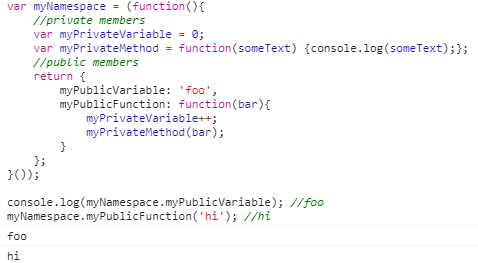 var myNamespace = (function(){
    //private members
    var myPrivateVariable = 0;
    var myPrivateMethod = function(someText) {console.log(someText);};
    //public members
    return {
        myPublicVariable: 'foo',
        myPublicFunction: function(bar){
            myPrivateVariable++;
            myPrivateMethod(bar);
        }
    };
}());
console.log(myNamespace.myPublicVariable); //foo
myNamespace.myPublicFunction('hi'); //hi
foo
hi